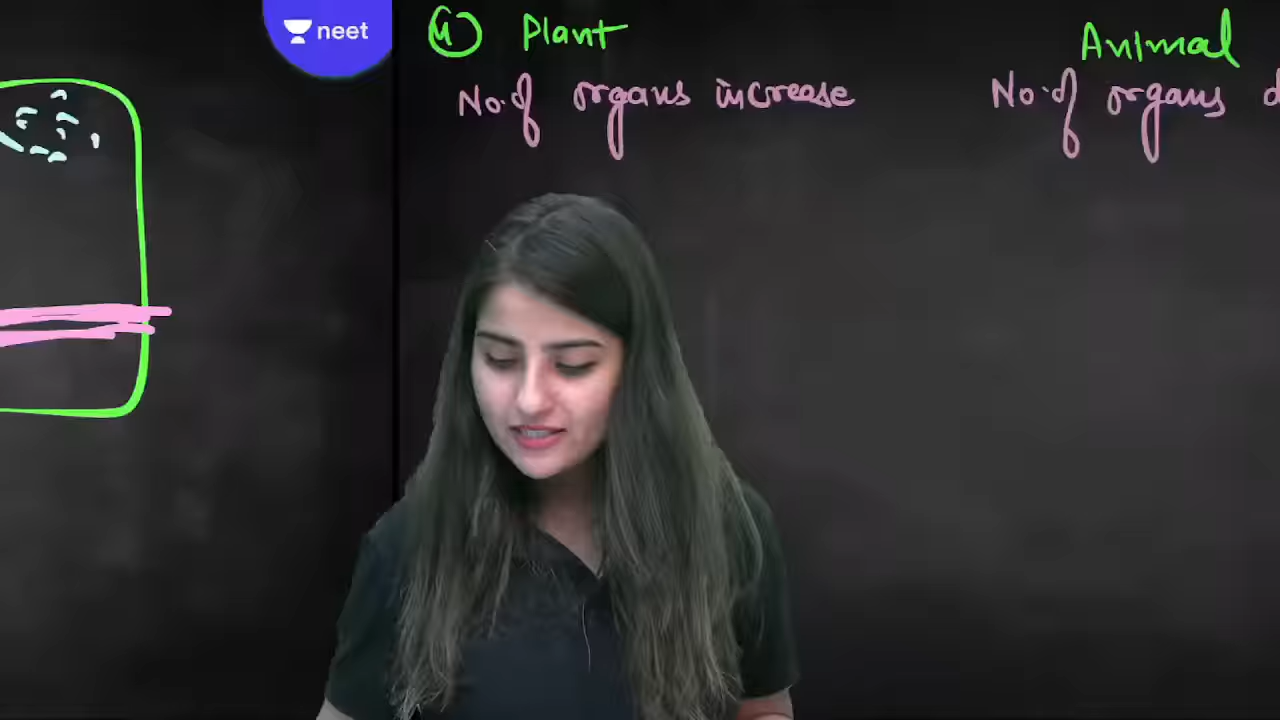 neet
4 Plant Animal
No. of organs increase No. of organs